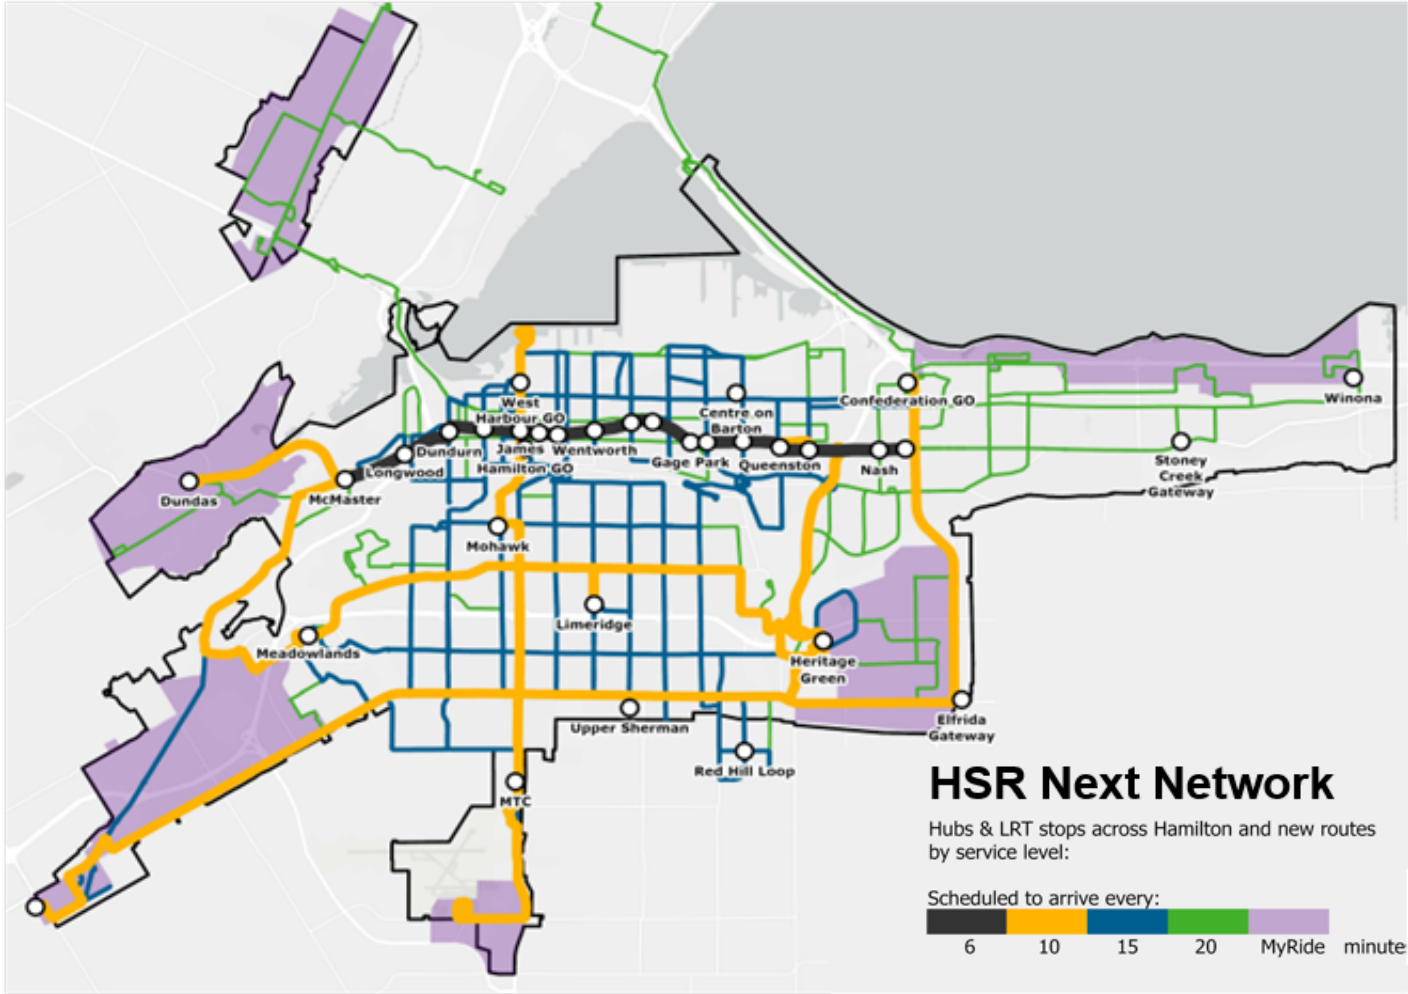 West
Harbour GO
Centre on
Barton
Confederation GO
Winona
Dundurn
James
Wentworth
Hamilton GO
Longwood
Gage Park
Queenston
Nash
Stoney
Creek
Gateway
Dundas
McMaster
Mohawk
Limeridge
Meadowlands
Heritage
Green
Upper Sherman
Elfrida
Gateway
Red Hill Loop
MTC
HSR Next Network
Hubs & LRT stops across Hamilton and new routes
by service level:
Scheduled to arrive every:
6 10 15 20 MyRide minute